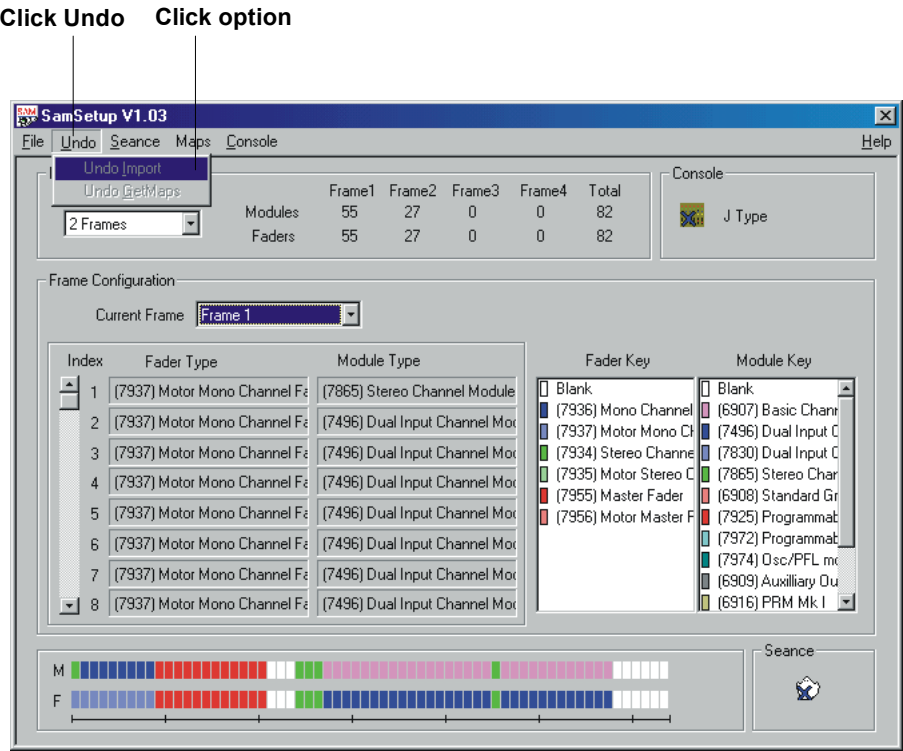 Click Undo Click option
SAM SamSetup V1.03
File Undo Seance Maps Console Help
Undo Import
Undo GetMaps
2 Frames
Frame1 Frame2 Frame3 Frame4 Total
Modules 55 27 0 0 82
Faders 55 27 0 0 82
Console
J Type
Frame Configuration
Current Frame Frame 1
Index Fader Type Module Type
1 (7937) Motor Mono Channel Fa (7865) Stereo Channel Module
2 (7937) Motor Mono Channel Fa (7496) Dual Input Channel Mod
3 (7937) Motor Mono Channel Fa (7496) Dual Input Channel Mod
4 (7937) Motor Mono Channel Fa (7496) Dual Input Channel Mod
5 (7937) Motor Mono Channel Fa (7496) Dual Input Channel Mod
6 (7937) Motor Mono Channel Fa (7496) Dual Input Channel Mod
7 (7937) Motor Mono Channel Fa (7496) Dual Input Channel Mod
8 (7937) Motor Mono Channel Fa (7496) Dual Input Channel Mod
Fader Key
Blank
(7936) Mono Channel
(7937) Motor Mono Ch
(7934) Stereo Channe
(7935) Motor Stereo C
(7955) Master Fader
(7956) Motor Master F
Module Key
Blank
(6907) Basic Chann
(7496) Dual Input C
(7830) Dual Input C
(7865) Stereo Char
(6908) Standard Gr
(7925) Programmab
(7972) Programmab
(7974) Osc/PFL mo
(6909) Auxilliary Ou
(6916) PRM Mk I
M
F
Seance